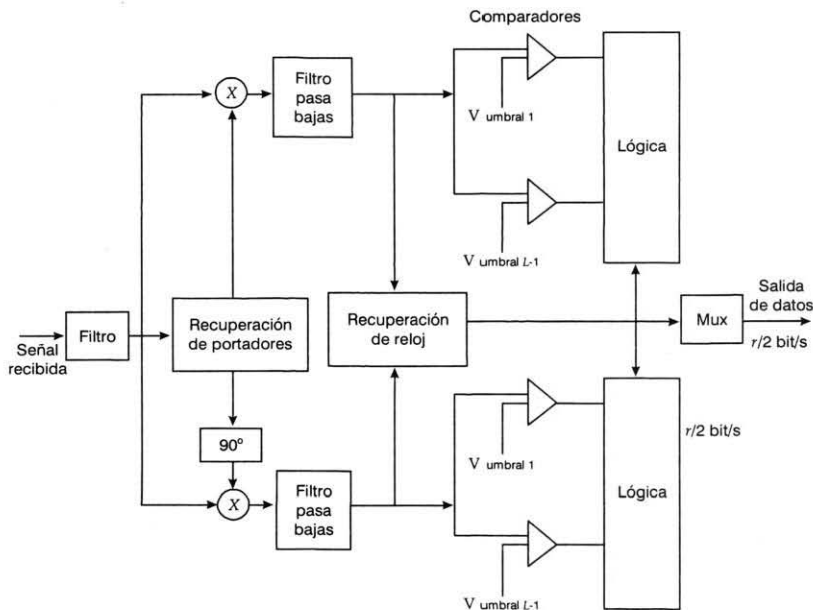 Comparadores
X
Filtro
pasa
bajas
V umbral 1
Lógica
V umbral L-1
Señal
recibida
Filtro
Recuperación
de portadores
Recuperación
de reloj
Mux
Salida
de datos
r/2 bit/s
90°
X
Filtro
pasa
bajas
V umbral 1
r/2 bit/s
Lógica
V umbral L-1